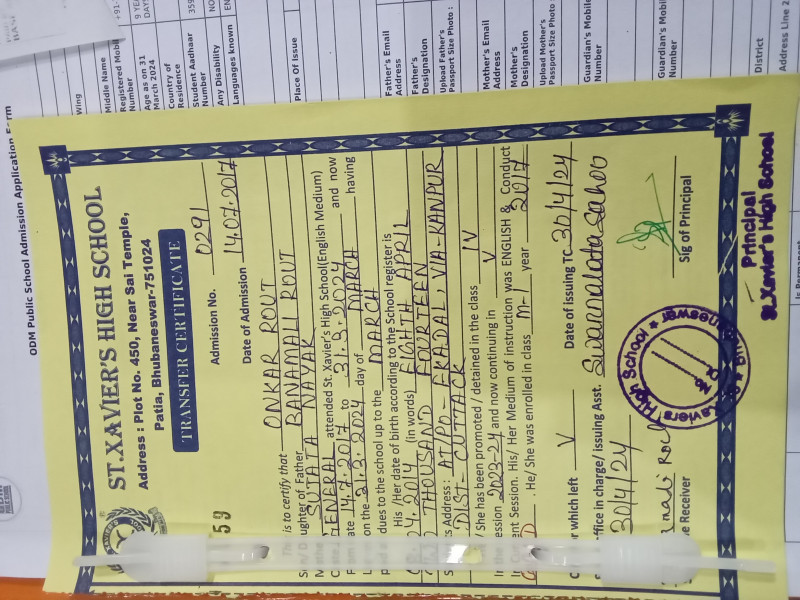 ODM Public School Admission Application Form
Middle Name
Registered Mobile
Number
Age as on 31
March 2024
Country of
Residence
Student Aadhaar
Number
Any Disability
Languages known
Place Of Issue
Father's Email
Address
Father's
Designation
Upload Father's
Passport Size Photo :
Mother's Email
Address
Mother's
Designation
Upload Mother's
Passport Size Photo :
Guardian's Mobile
Number
Guardian's Mobile
Number
District
Address Line 2
ST.XAVIER'S HIGH SCHOOL
Address : Plot No. 450, Near Sai Temple,
Patia, Bhubaneswar-751024
TRANSFER CERTIFICATE
59
Admission No. 0291
Date of Admission 14.07.2017
is to certify that ONKAR ROUT
ughter of Father BANAMALI ROUT
SUJATA NAYAK
GENERAL attended St. Xavier's High School(English Medium)
ate 14.7.2017 to 31.3.2024 and now
on the 31.3.2024 day of MARCH having
dues to the school up to the MARCH
His /Her date of birth according to the School register is
04.2014 (in words) EIGHTH APRIL
THOUSAND FOURTEEN
Address : AT/PO- EKADAL, VIA-KANPUR
DIST- CUTTACK
/ She has been promoted / detained in the class IV
ession 2023-24 and now continuing in V
ent Session. His/ Her Medium of instruction was ENGLISH & Conduct
. He/ She was enrolled in class M-1 year 2017
or which left V Date of issuing TC 30/4/24
ffice in charge/ issuing Asst. Swarnalata Sahoo
30/4/24
e Receiver
Sig of Principal
Xavier's High School
Principal
St.Xavier's High School